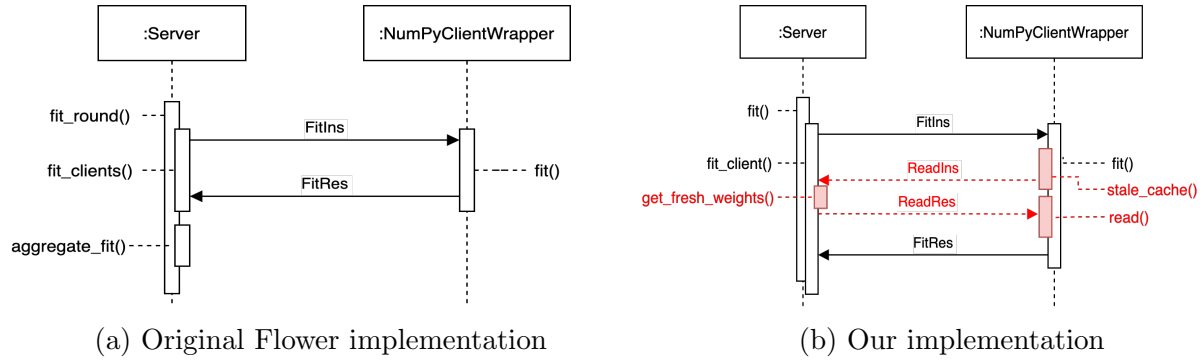 :Server
:NumPyClientWrapper
fit_round()
FitIns
fit_clients()
fit()
FitRes
aggregate_fit()
(a) Original Flower implementation
:Server
:NumPyClientWrapper
fit()
FitIns
fit_client()
ReadIns
fit()
get_fresh_weights()
stale_cache()
ReadRes
read()
FitRes
(b) Our implementation